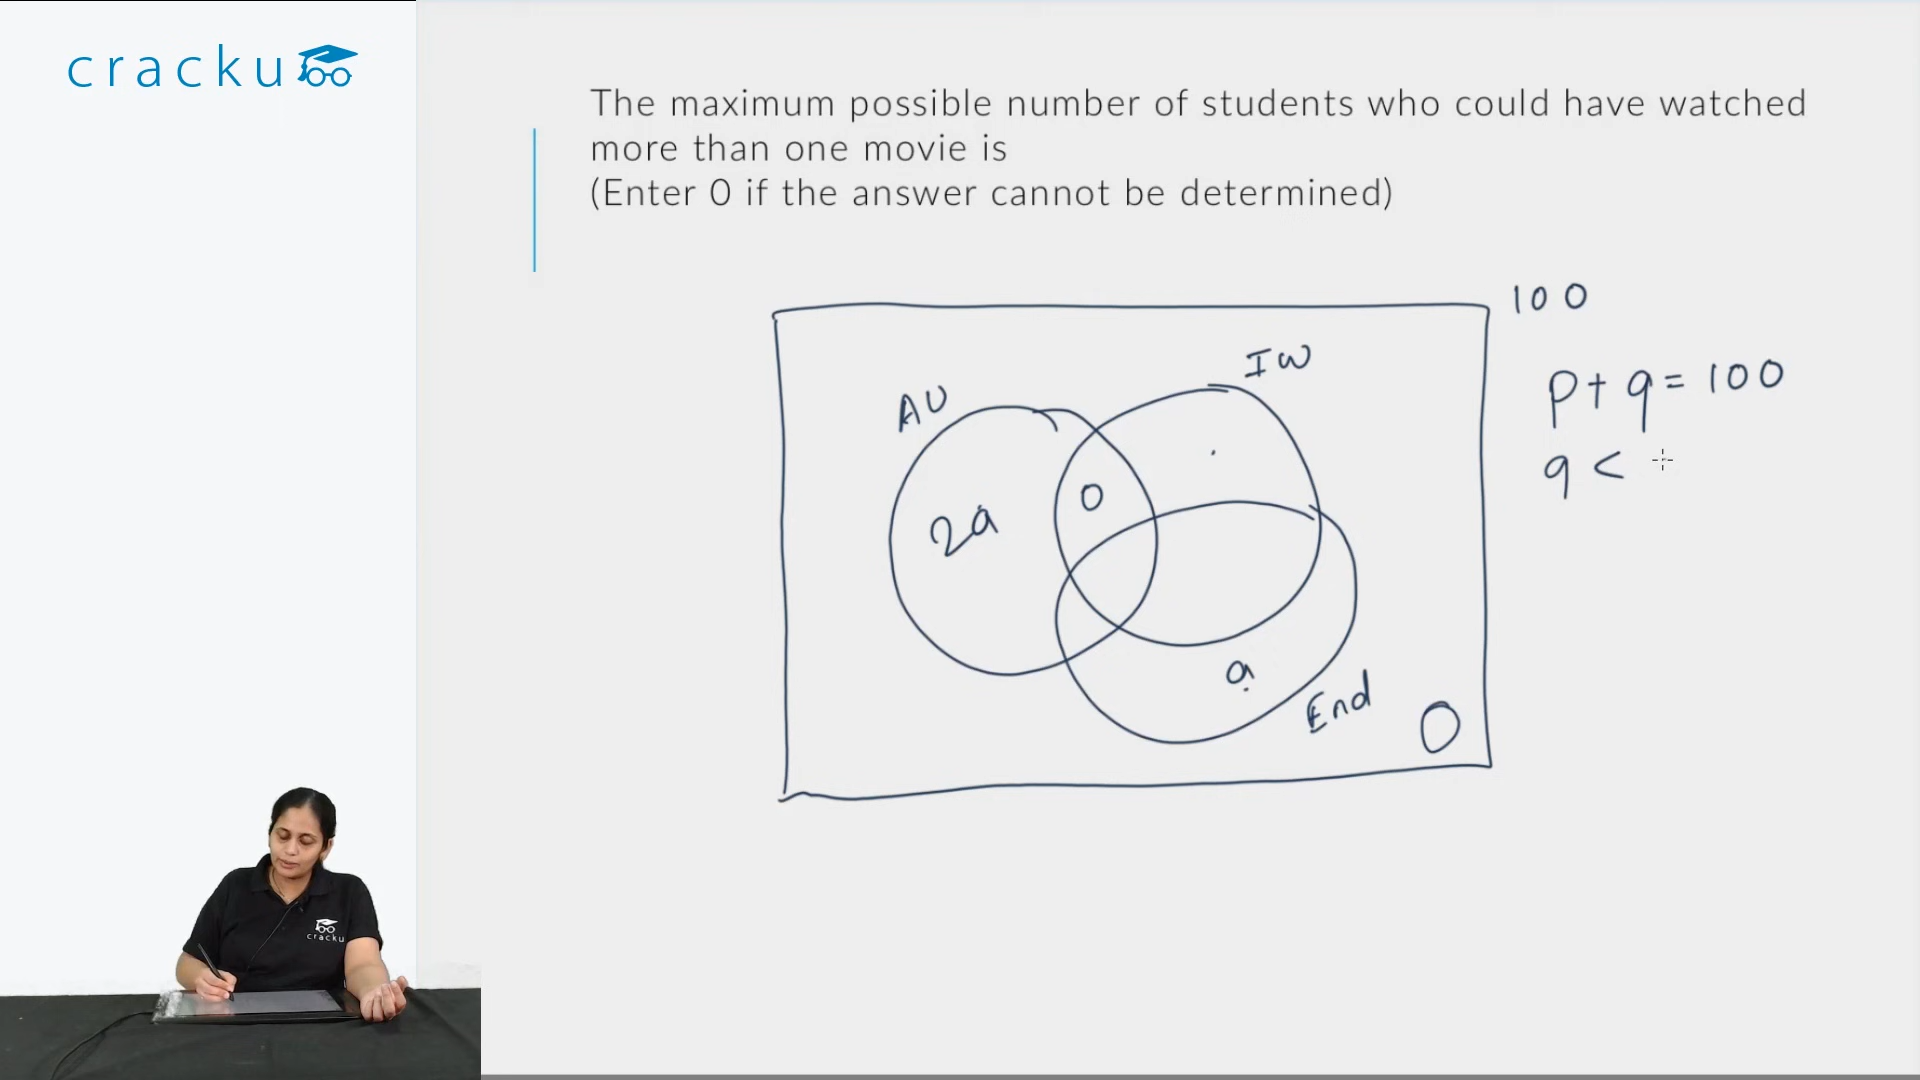 cracku
The maximum possible number of students who could have watched
more than one movie is
(Enter 0 if the answer cannot be determined)
100
IW
p + q = 100
AU
q <
0
2a
a
End
0
cracku